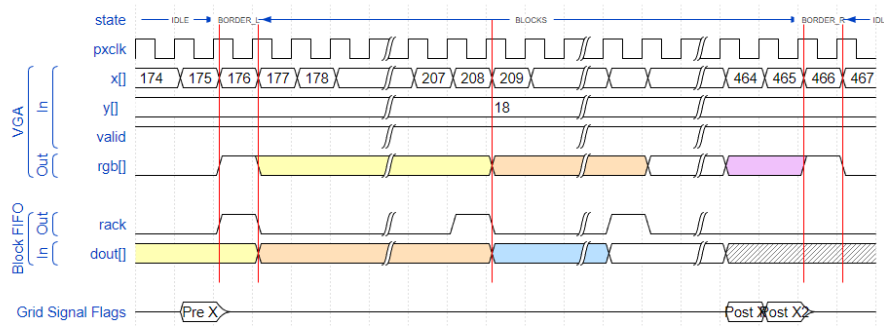 state IDLE BORDER_L BLOCKS BORDER_R IDL
pxclk
x[] 174 175 176 177 178 207 208 209 464 465 466 467
VGA In y[] 18
valid
Out rgb[]
Block FIFO Out rack
In dout[]
Grid Signal Flags Pre X Post X Post X2